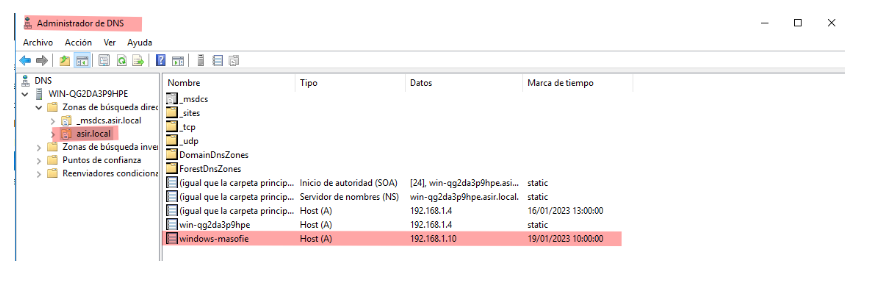 Administrador de DNS
Archivo Acción Ver Ayuda
DNS
WIN-QG2DA3P9HPE
Zonas de búsqueda direc
_msdcs.asir.local
asir.local
Zonas de búsqueda inver
Puntos de confianza
Reenviadores condiciona
Nombre Tipo Datos Marca de tiempo
_msdcs
_sites
_tcp
_udp
DomainDnsZones
ForestDnsZones
(igual que la carpeta princip... Inicio de autoridad (SOA) [24], win-qg2da3p9hpe.asi... static
(igual que la carpeta princip... Servidor de nombres (NS) win-qg2da3p9hpe.asir.local. static
(igual que la carpeta princip... Host (A) 192.168.1.4 16/01/2023 13:00:00
win-qg2da3p9hpe Host (A) 192.168.1.4 static
windows-masofie Host (A) 192.168.1.10 19/01/2023 10:00:00